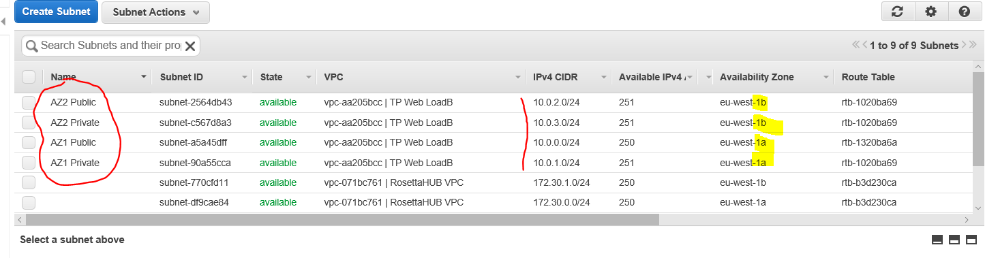 Create Subnet Subnet Actions
Search Subnets and their pro 1 to 9 of 9 Subnets
Name Subnet ID State VPC IPv4 CIDR Available IPv4 Availability Zone Route Table
AZ2 Public subnet-2564db43 available vpc-aa205bcc | TP Web LoadB 10.0.2.0/24 251 eu-west-1b rtb-1020ba69
AZ2 Private subnet-c567d8a3 available vpc-aa205bcc | TP Web LoadB 10.0.3.0/24 251 eu-west-1b rtb-1020ba69
AZ1 Public subnet-a5a45dff available vpc-aa205bcc | TP Web LoadB 10.0.0.0/24 250 eu-west-1a rtb-1320ba6a
AZ1 Private subnet-90a55cca available vpc-aa205bcc | TP Web LoadB 10.0.1.0/24 251 eu-west-1a rtb-1020ba69
subnet-770cfd11 available vpc-071bc761 | RosettaHUB VPC 172.30.1.0/24 250 eu-west-1b rtb-b3d230ca
subnet-df9cae84 available vpc-071bc761 | RosettaHUB VPC 172.30.0.0/24 250 eu-west-1a rtb-b3d230ca
Select a subnet above